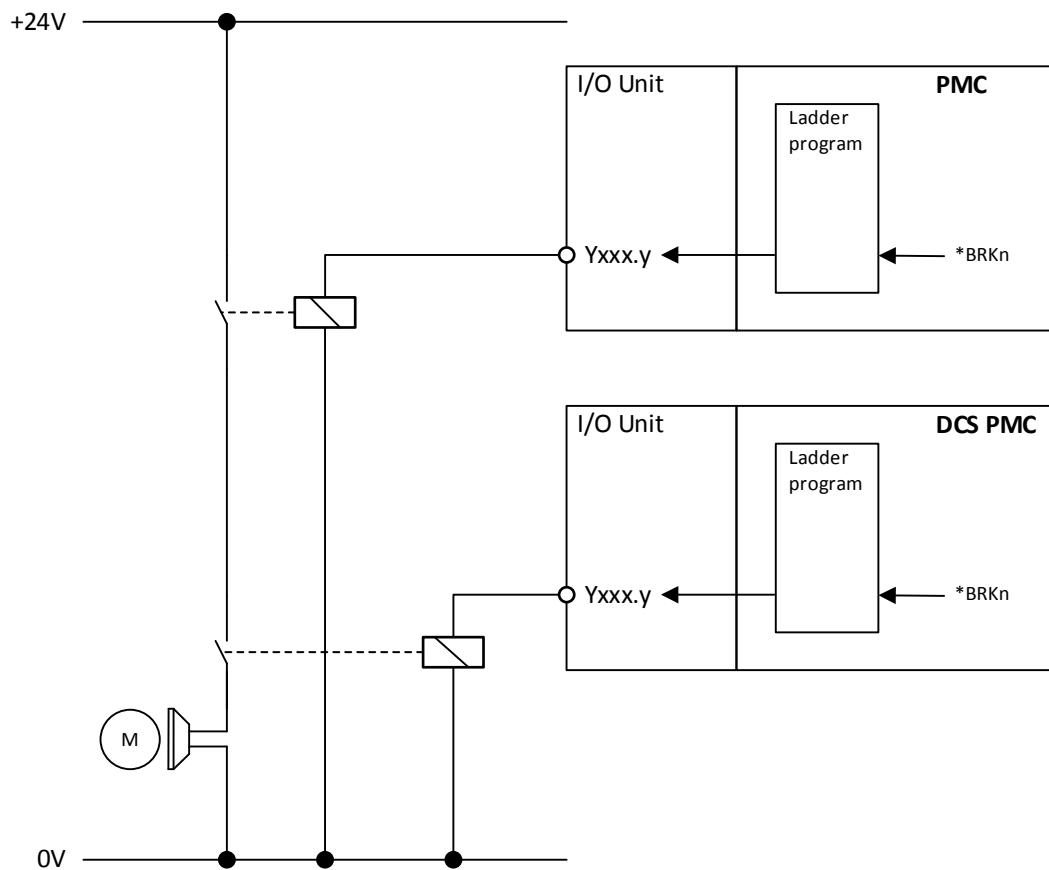 +24V
I/O Unit
PMC
Ladder
program
Yxxx.y
*BRKn
I/O Unit
DCS PMC
Ladder
program
Yxxx.y
*BRKn
M
0V